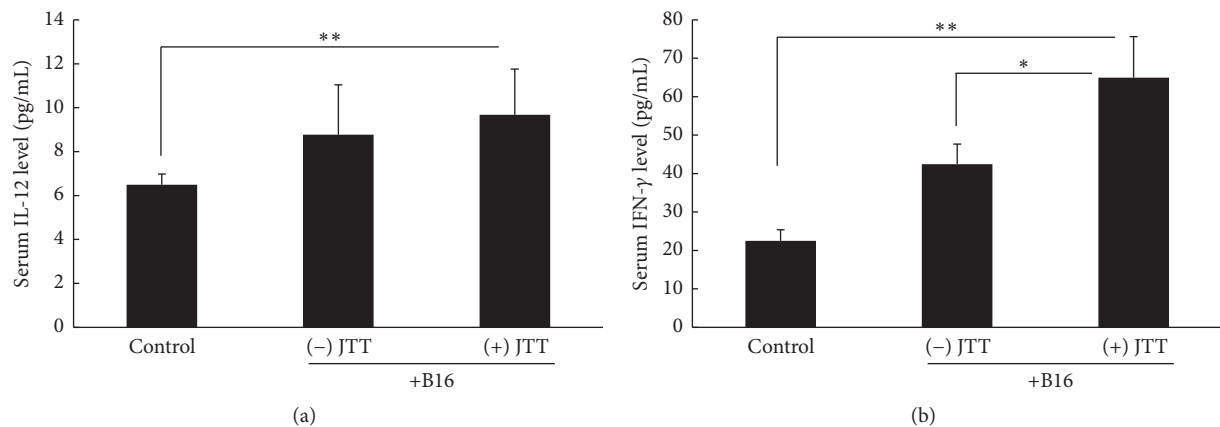 Serum IL-12 level (pg/mL)
14
12
10
8
6
4
2
0
**
Control
(−) JTT
(+) JTT
+B16
(a)
Serum IFN-γ level (pg/mL)
80
70
60
50
40
30
20
10
0
**
*
Control
(−) JTT
(+) JTT
+B16
(b)